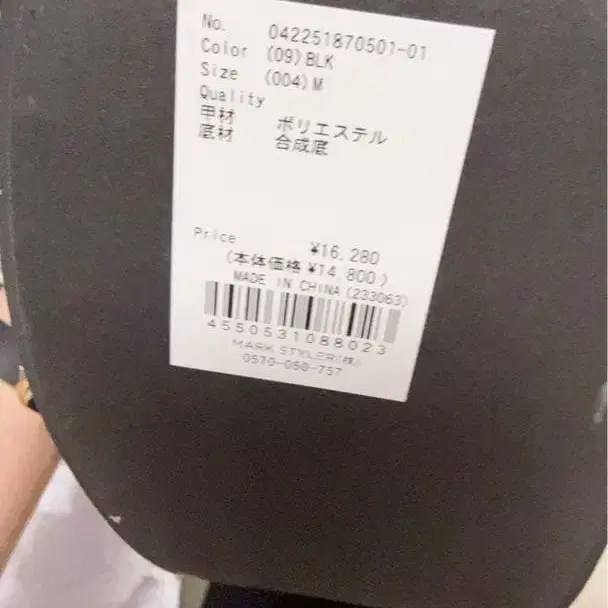 No. 042251870501-01
Color (09)BLK
Size (004)M
Quality
甲材 ポリエステル
底材 合成底
Price ¥16,280
(本体価格 ¥14,800)
MADE IN CHINA(233063)
4550531088023
MARK STYLER(株)
0570-050-757